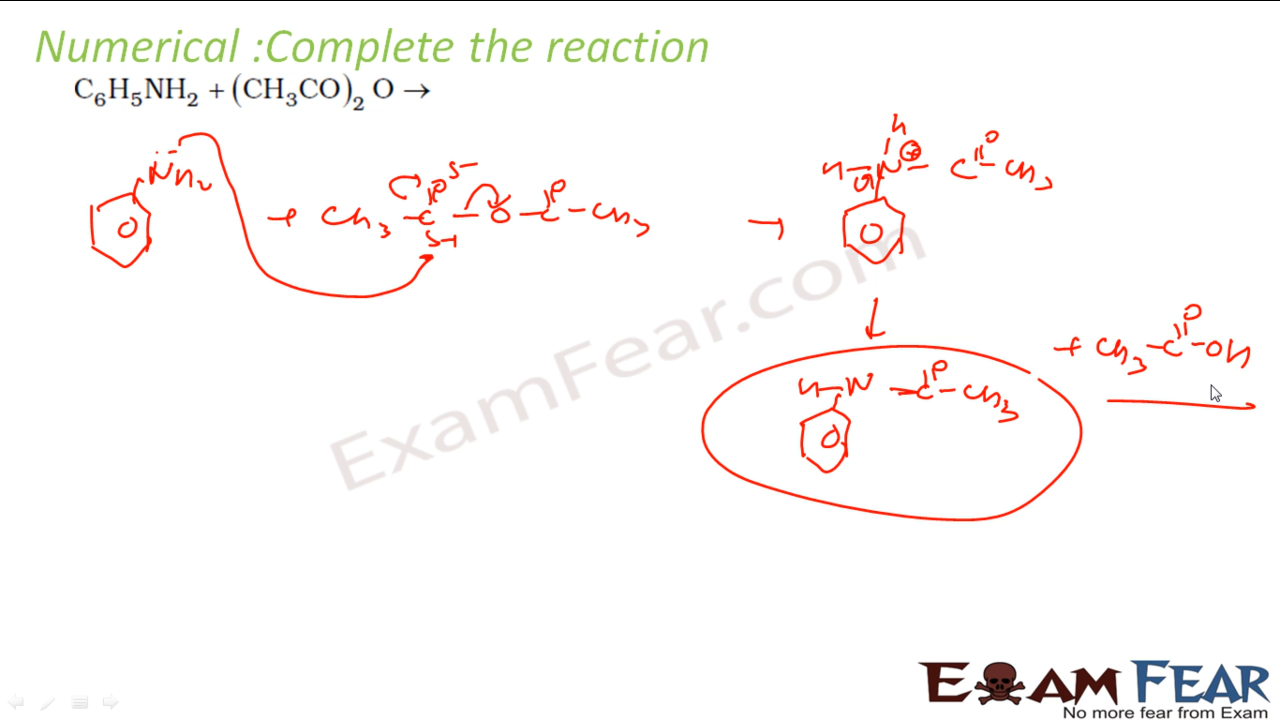 Numerical :Complete the reaction
C₆H₅NH₂ + (CH₃CO)₂ O →
NH₂ + CH₃ - C - O - C - CH₃ →
O δ- O
δ+
H
H - N ⊕ - C - CH₃
O
↓
H - N - C - CH₃
O
+ CH₃ - C - OH
O
ExamFear.com
EXAM FEAR
No more fear from Exam